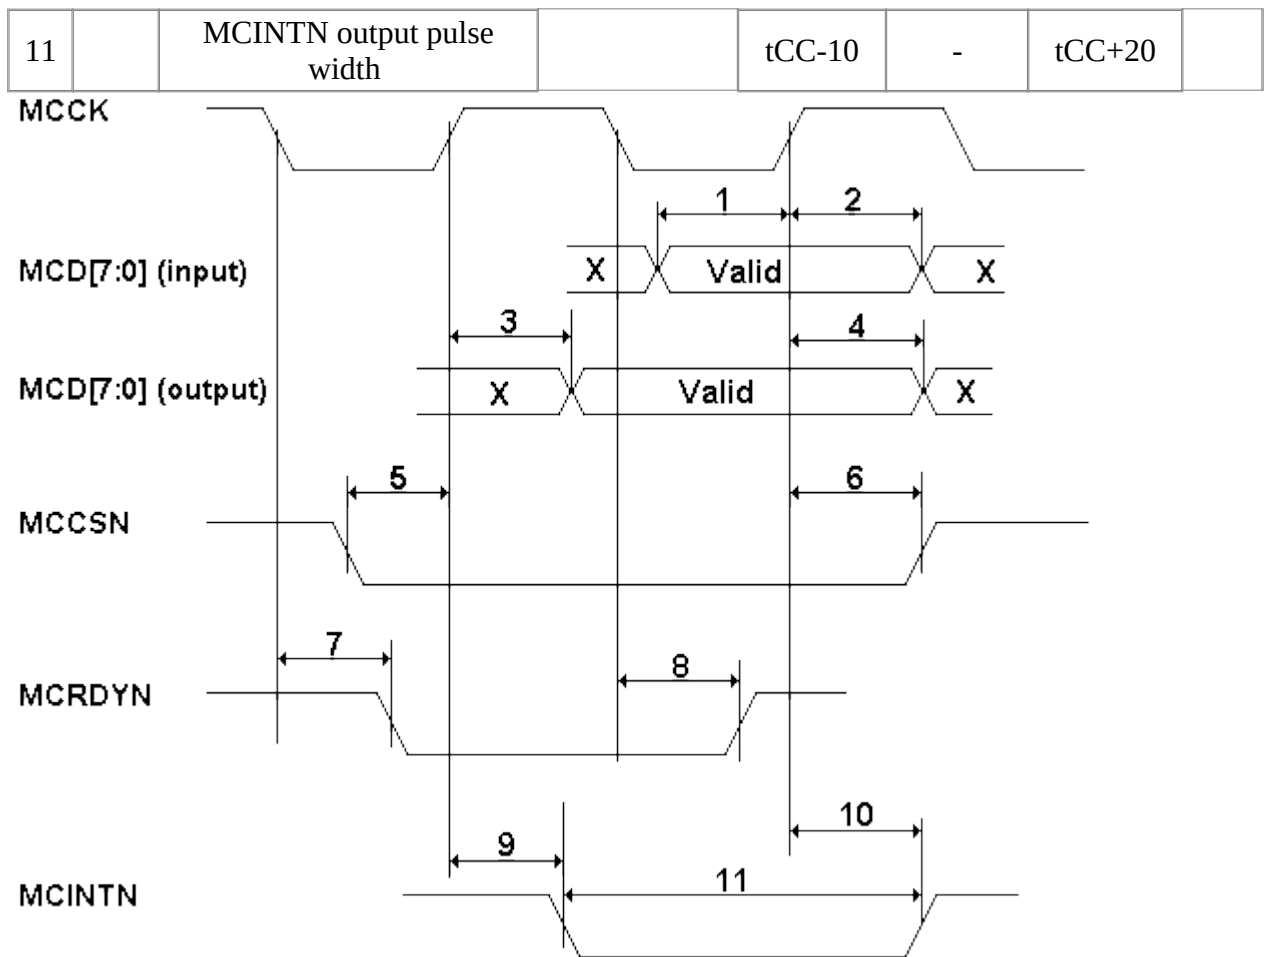 11 MCINTN output pulse width tCC-10 - tCC+20
MCCK
1 2
MCD[7:0] (input) X Valid X
3 4
MCD[7:0] (output) X Valid X
5 6
MCCSN
7 8
MCRDYN
9 10
MCINTN 11